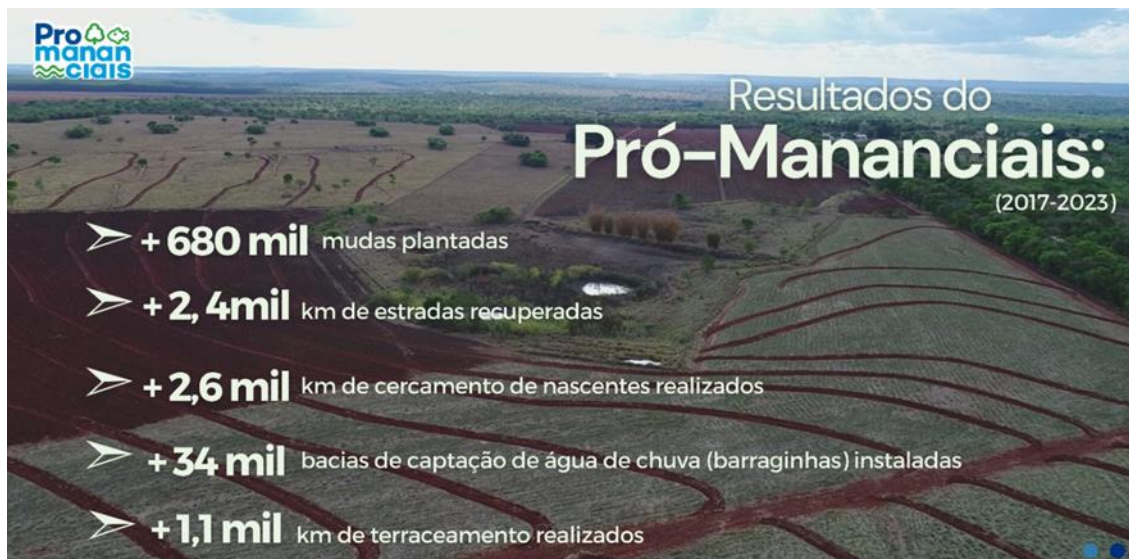 Pro
manan
ciais
Resultados do
Pró-Mananciais:
(2017-2023)
+ 680 mil mudas plantadas
+ 2, 4mil km de estradas recuperadas
+ 2,6 mil km de cercamento de nascentes realizados
+ 34 mil bacias de captação de água de chuva (barraginhas) instaladas
+ 1,1 mil km de terraceamento realizados